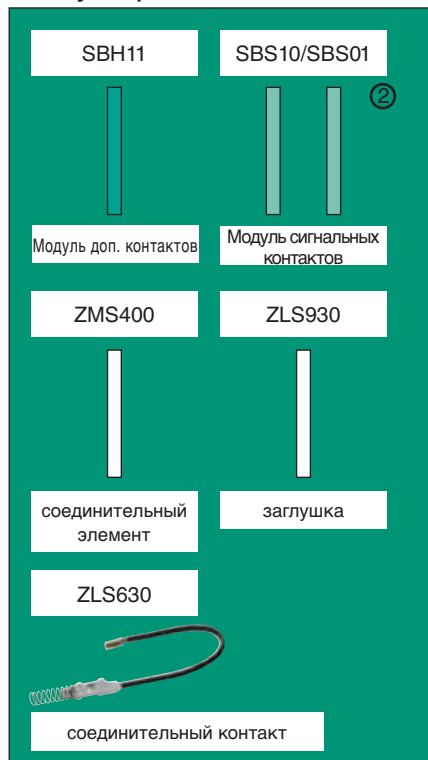 SBH11
SBS10/SBS01
②
Модуль доп. контактов
Модуль сигнальных
контактов
ZMS400
ZLS930
соединительный
элемент
заглушка
ZLS630
соединительный контакт